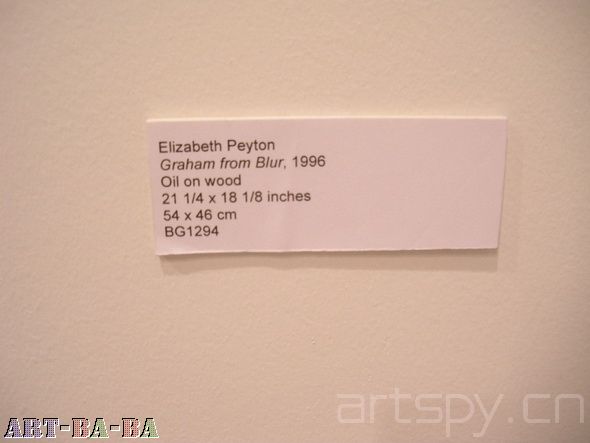 Elizabeth Peyton
Graham from Blur, 1996
Oil on wood
21 1/4 x 18 1/8 inches
54 x 46 cm
BG1294
artspy.cn
ART-BA-BA